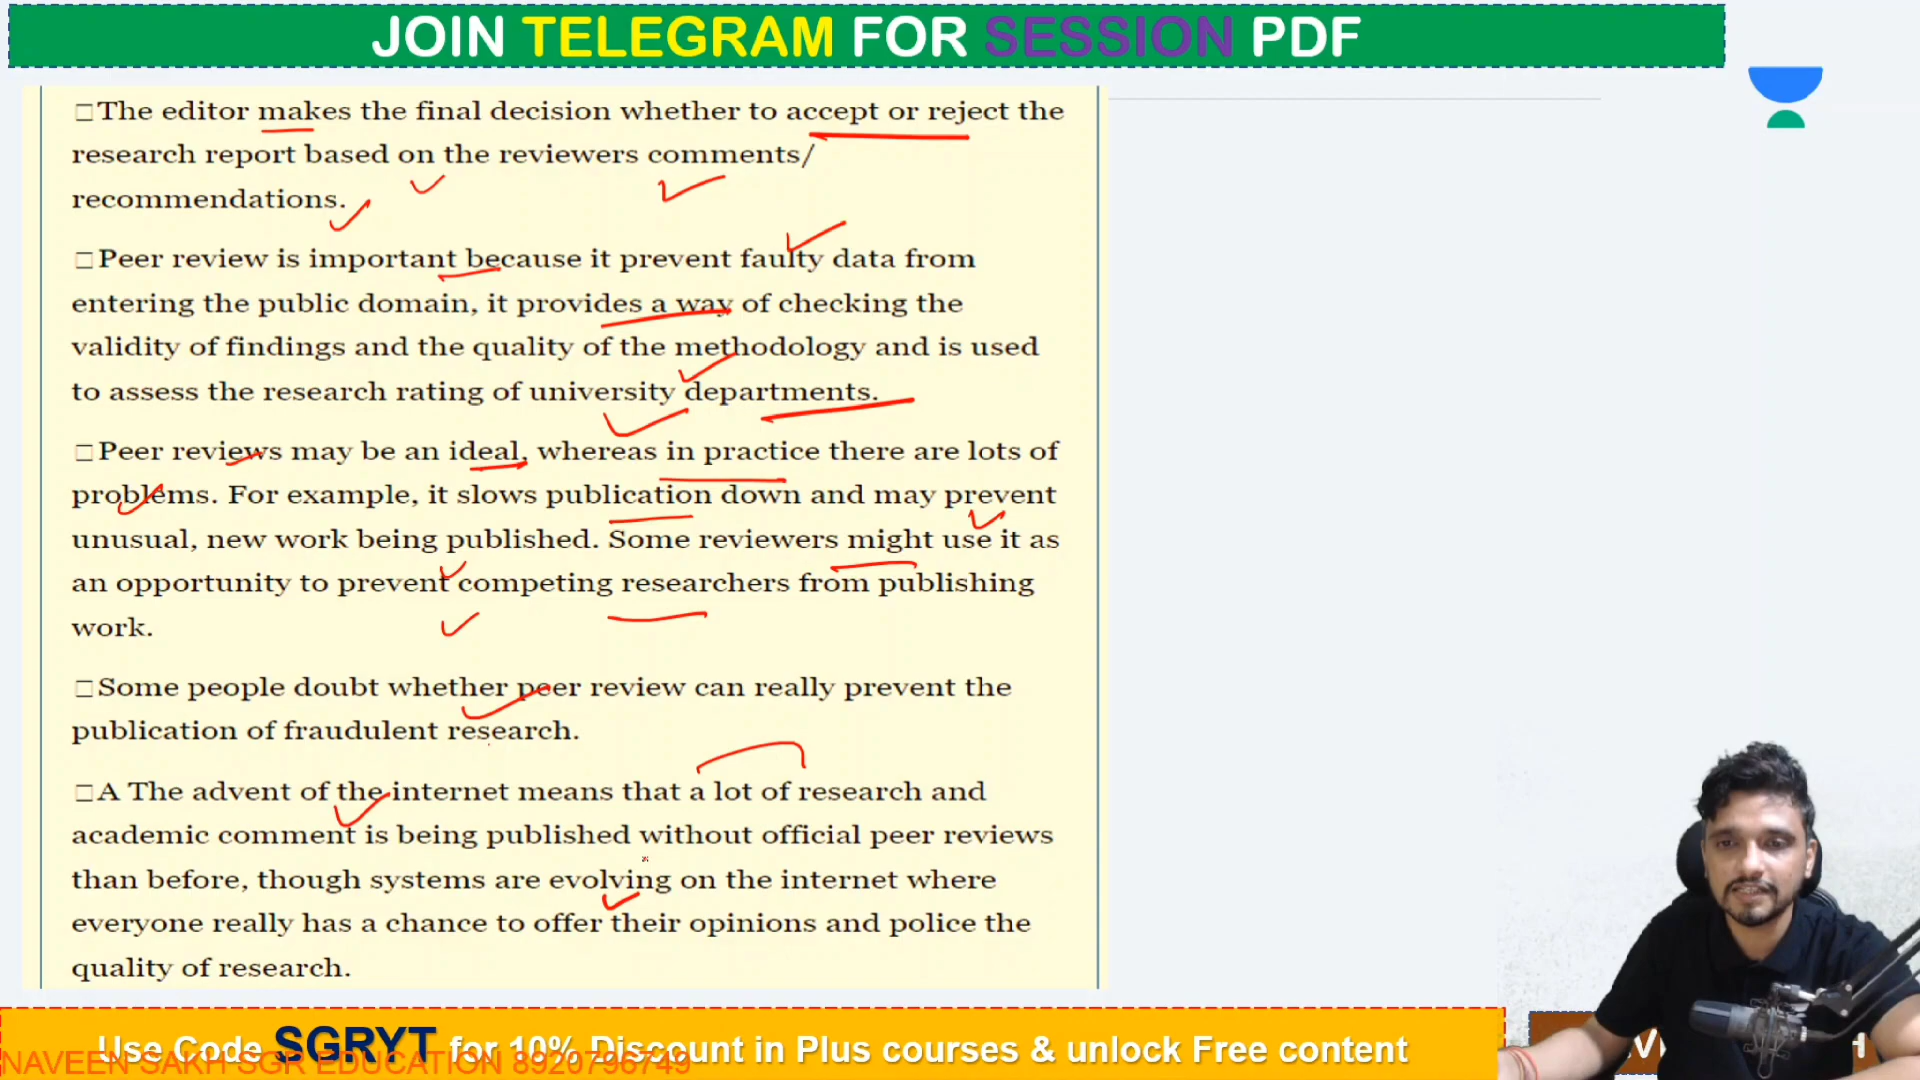 JOIN TELEGRAM FOR SESSION PDF
□The editor makes the final decision whether to accept or reject the
research report based on the reviewers comments/
recommendations.
□Peer review is important because it prevent faulty data from
entering the public domain, it provides a way of checking the
validity of findings and the quality of the methodology and is used
to assess the research rating of university departments.
□Peer reviews may be an ideal, whereas in practice there are lots of
problems. For example, it slows publication down and may prevent
unusual, new work being published. Some reviewers might use it as
an opportunity to prevent competing researchers from publishing
work.
□Some people doubt whether peer review can really prevent the
publication of fraudulent research.
□A The advent of the internet means that a lot of research and
academic comment is being published without official peer reviews
than before, though systems are evolving on the internet where
everyone really has a chance to offer their opinions and police the
quality of research.
Use Code SGRYT for 10% Discount in Plus courses & unlock Free content
NAVEEN SAKH SGR EDUCATION 8920796749